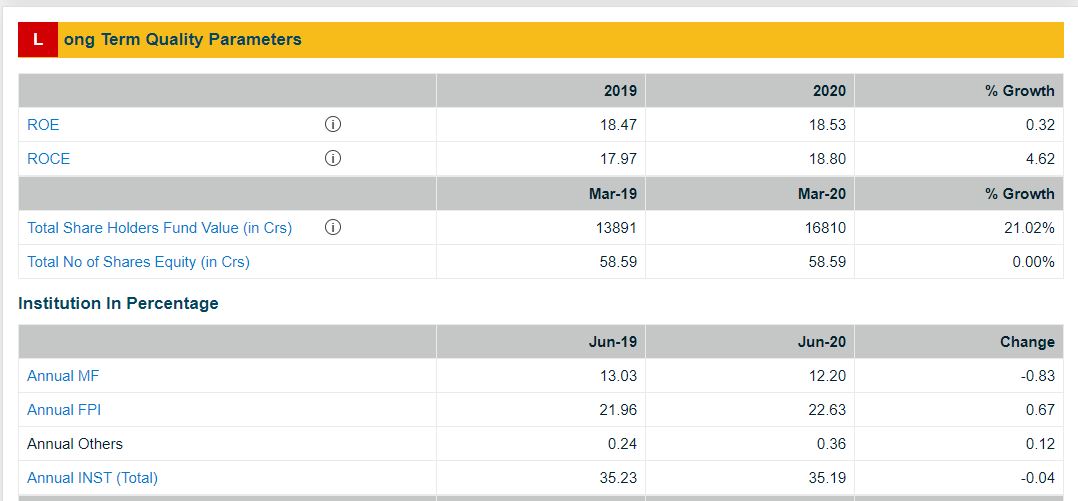 Long Term Quality Parameters
2019 2020 % Growth
ROE i 18.47 18.53 0.32
ROCE i 17.97 18.80 4.62
Mar-19 Mar-20 % Growth
Total Share Holders Fund Value (in Crs) i 13891 16810 21.02%
Total No of Shares Equity (in Crs) 58.59 58.59 0.00%
Institution In Percentage
Jun-19 Jun-20 Change
Annual MF 13.03 12.20 -0.83
Annual FPI 21.96 22.63 0.67
Annual Others 0.24 0.36 0.12
Annual INST (Total) 35.23 35.19 -0.04